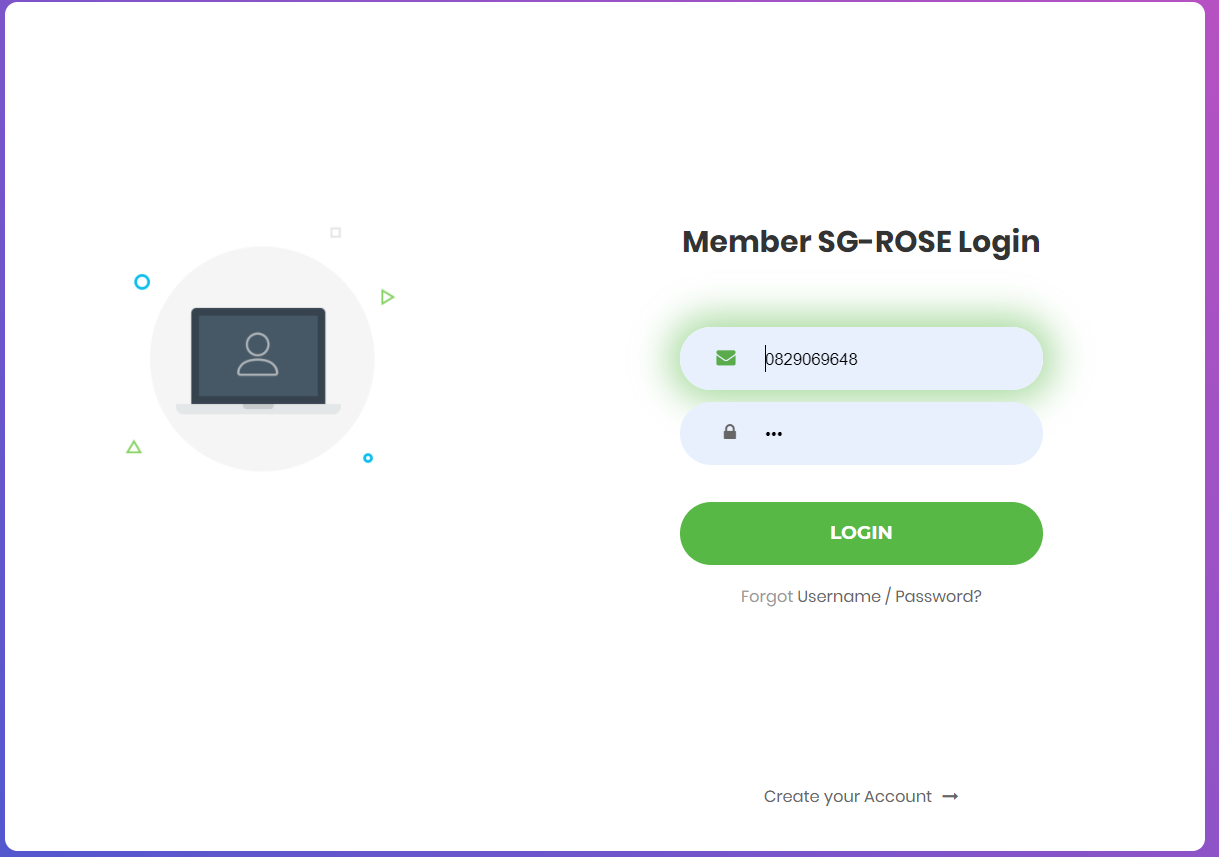 Member SG-ROSE Login
0829069648
•••
LOGIN
Forgot Username / Password?
Create your Account